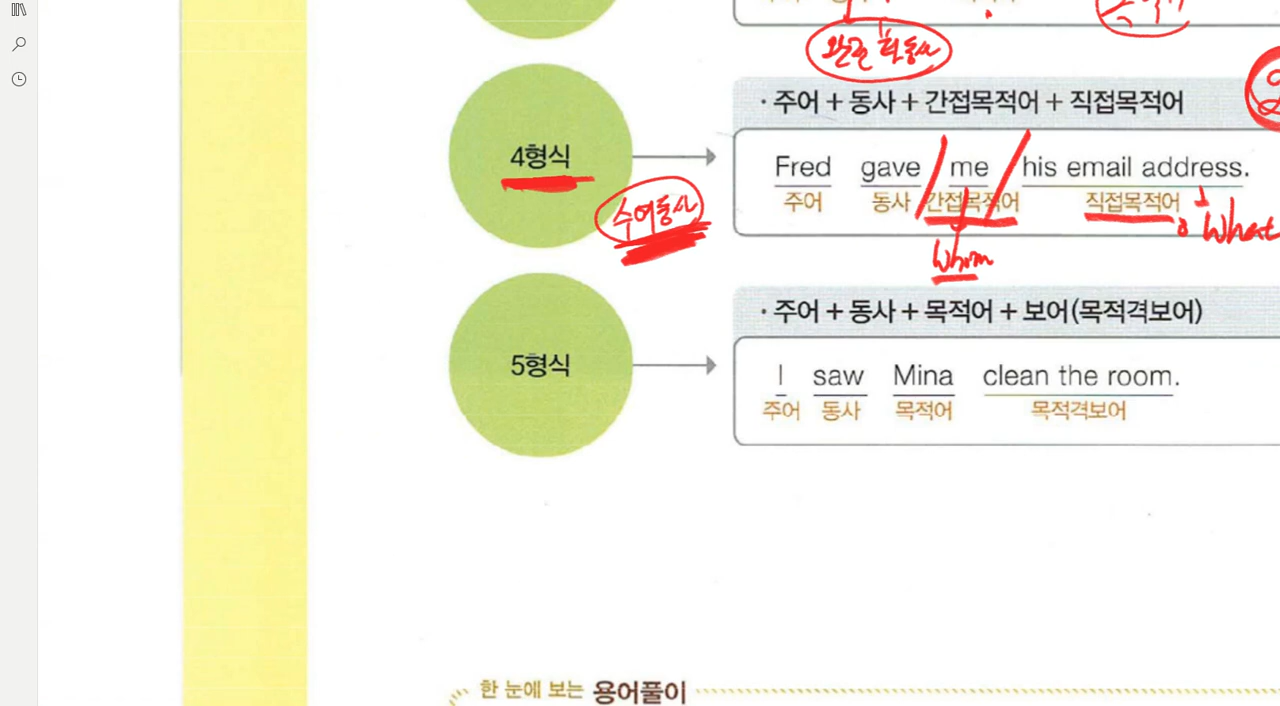 완전 타동사
4형식
· 주어 + 동사 + 간접목적어 + 직접목적어
Fred gave me his email address.
주어 동사 간접목적어 직접목적어
수여동사
whom
what
5형식
· 주어 + 동사 + 목적어 + 보어(목적격보어)
I saw Mina clean the room.
주어 동사 목적어 목적격보어
한 눈에 보는 용어풀이